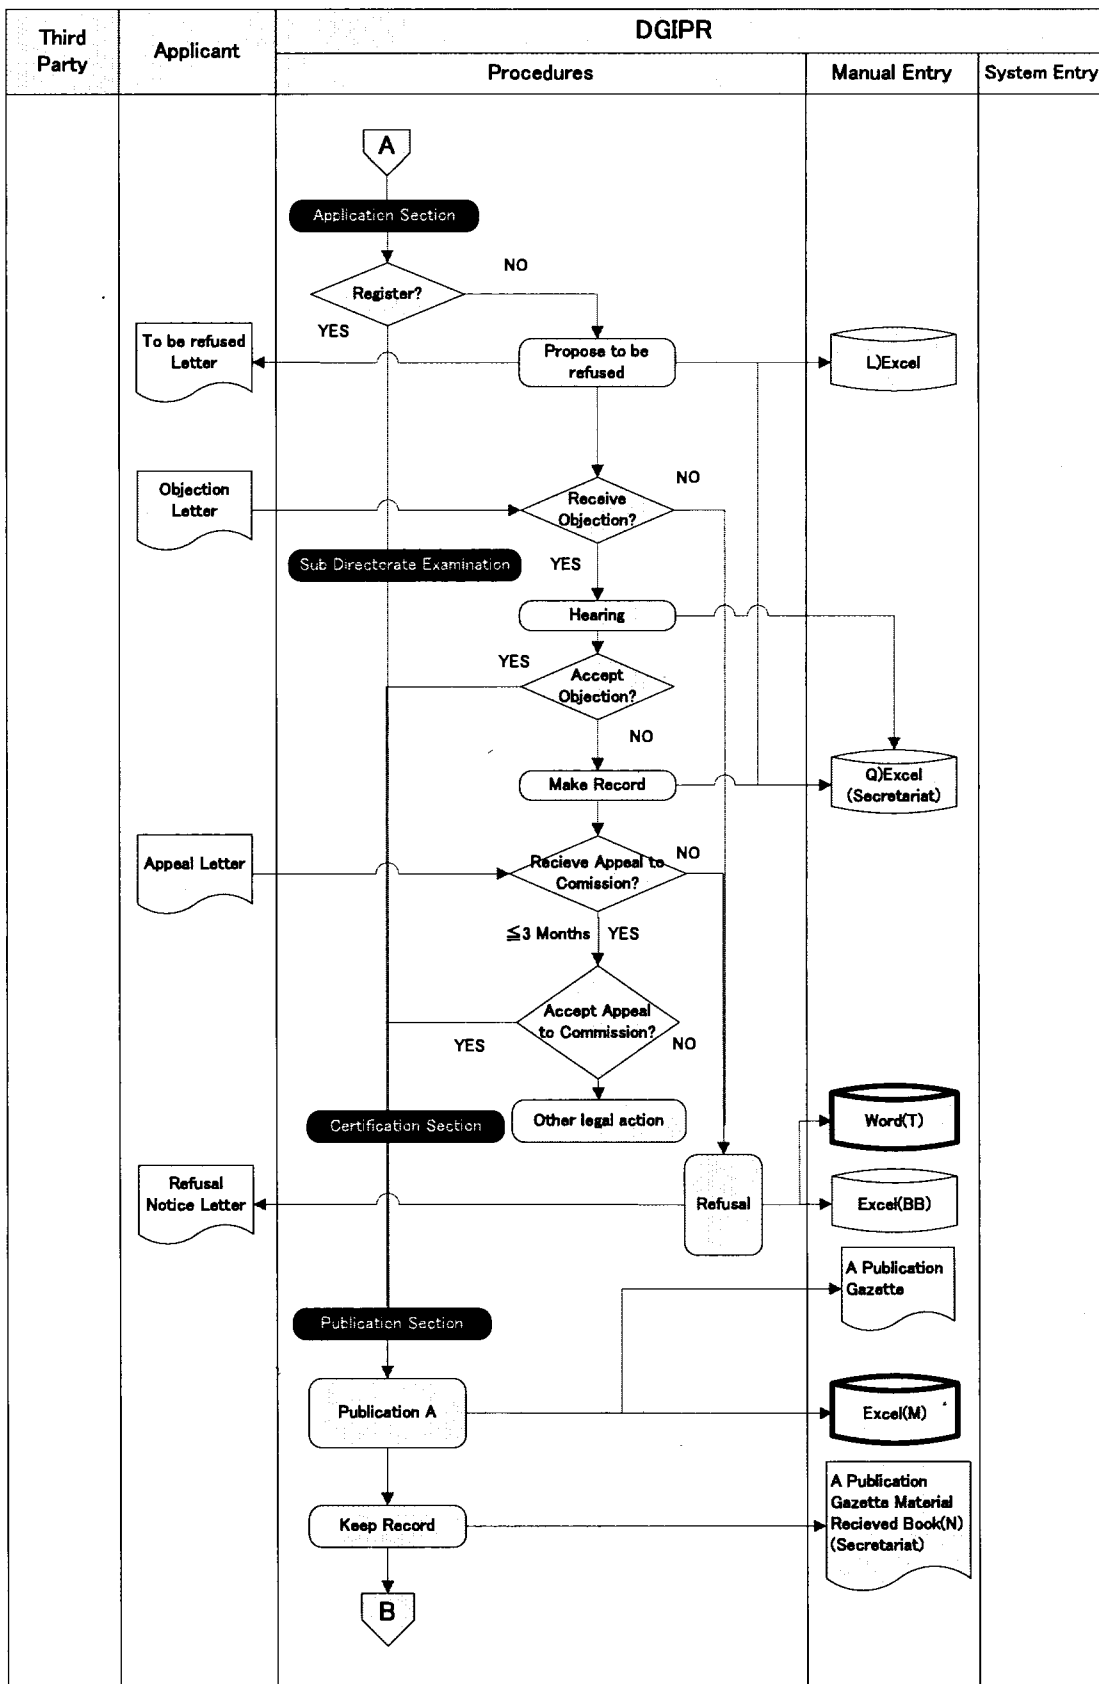 Third
Party
Applicant
DGIPR
Procedures
Manual Entry
System Entry
A
Application Section
NO
Register?
YES
To be refused
Letter
Propose to be
refused
L)Excel
Objection
Letter
NO
Receive
Objection?
Sub Directorate Examination
YES
Hearing
YES
Accept
Objection?
NO
Make Record
Q)Excel
(Secretariat)
Appeal Letter
NO
Recieve Appeal to
Comission?
≦3 Months
YES
Accept Appeal
to Commission?
YES
NO
Other legal action
Certification Section
Word(T)
Refusal
Notice Letter
Refusal
Excel(BB)
A Publication
Gazette
Publication Section
Publication A
Excel(M)
A Publication
Gazette Material
Recieved Book(N)
(Secretariat)
Keep Record
B